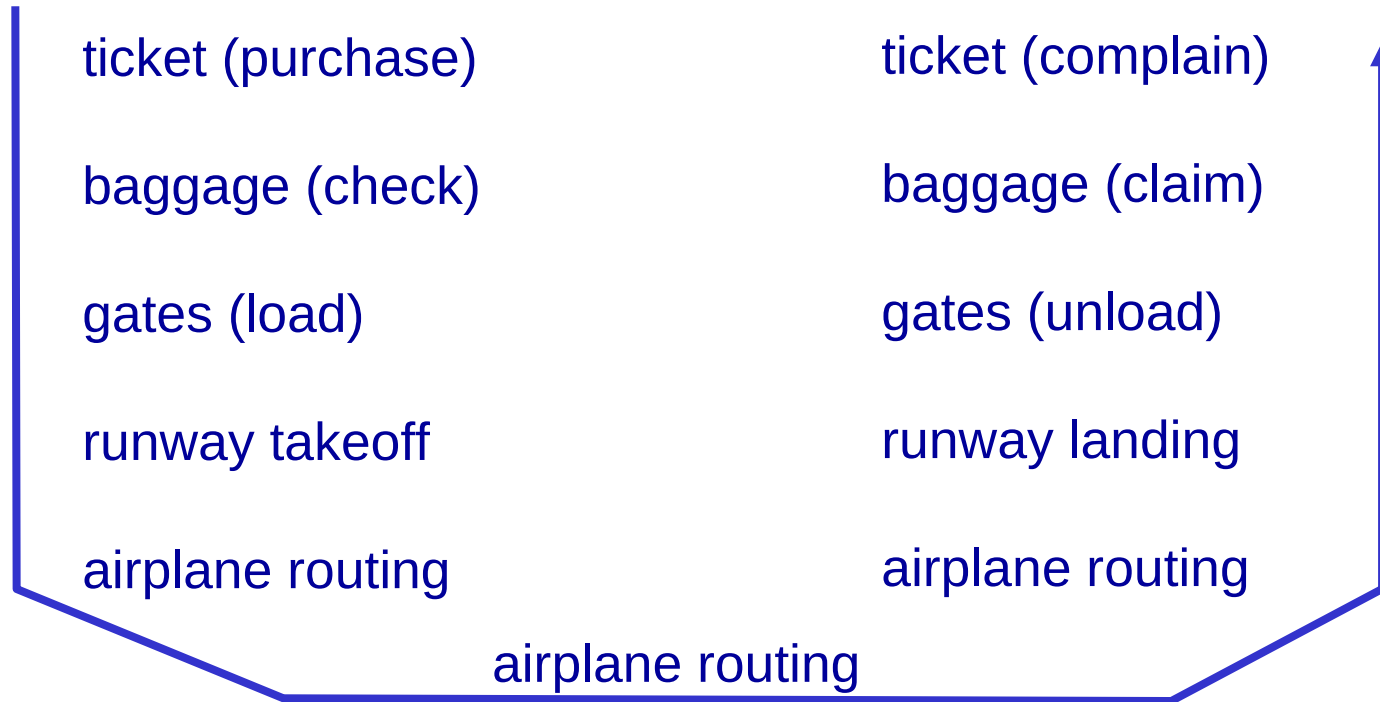 ticket (purchase)
baggage (check)
gates (load)
runway takeoff
airplane routing
ticket (complain)
baggage (claim)
gates (unload)
runway landing
airplane routing
airplane routing